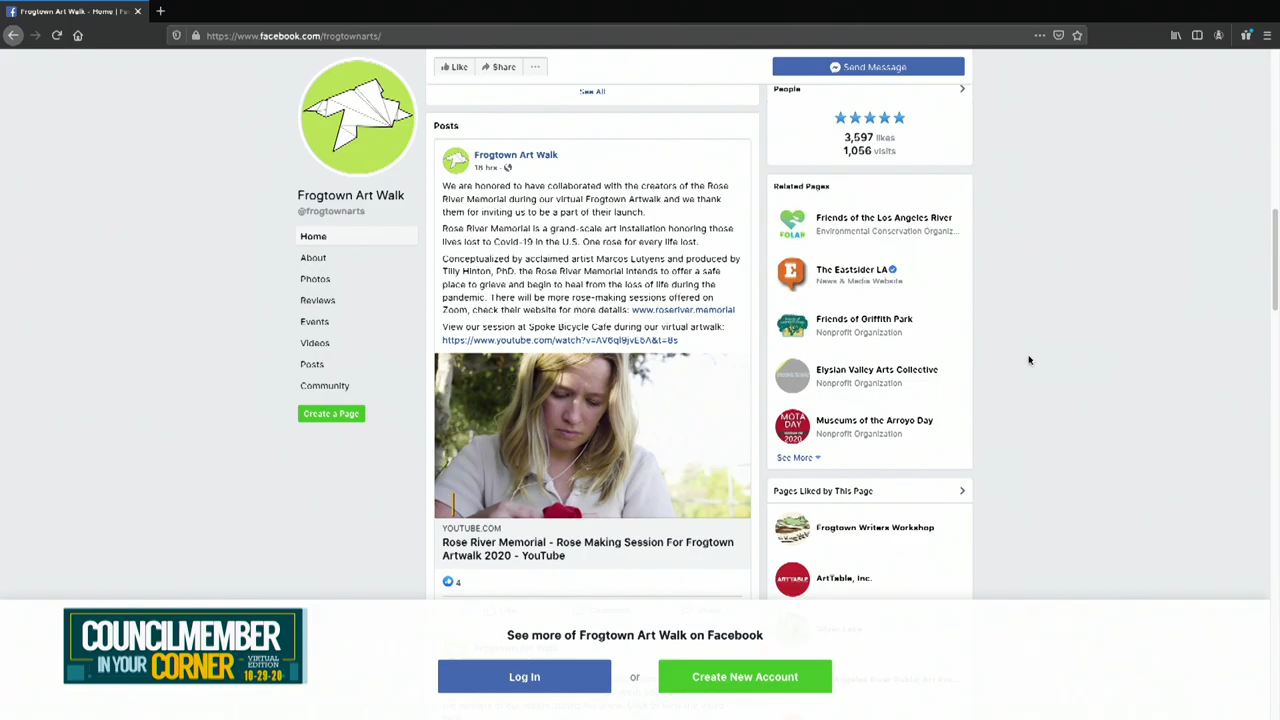 Frogtown Art Walk - Home | Fa
https://www.facebook.com/frogtownarts/
Like
Share
Send Message
Frogtown Art Walk
@frogtownarts
Home
About
Photos
Reviews
Events
Videos
Posts
Community
Create a Page
See All
Posts
Frogtown Art Walk
18 hrs ·
We are honored to have collaborated with the creators of the Rose
River Memorial during our virtual Frogtown Artwalk and we thank
them for inviting us to be a part of their launch.
Rose River Memorial is a grand-scale art installation honoring those
lives lost to Covid-19 in the U.S. One rose for every life lost.
Conceptualized by acclaimed artist Marcos Lutyens and produced by
Tilly Hinton, PhD, the Rose River Memorial intends to offer a safe
place to grieve and begin to heal from the loss of life during the
pandemic. There will be more rose-making sessions offered on
Zoom, check their website for more details: www.roseriver.memorial
View our session at Spoke Bicycle Cafe during our virtual artwalk:
YOUTUBE.COM
Rose River Memorial - Rose Making Session For Frogtown
Artwalk 2020 - YouTube
4
People
3,597 likes
1,056 visits
Related Pages
Friends of the Los Angeles River
Environmental Conservation Organiz...
FOLAR
The Eastsider LA
News & Media Website
E
Friends of Griffith Park
Nonprofit Organization
Elysian Valley Arts Collective
Nonprofit Organization
Museums of the Arroyo Day
Nonprofit Organization
MOTA
DAY
2020
See More
Pages Liked by This Page
Frogtown Writers Workshop
ArtTable, Inc.
ARTTABLE
Silver Lake
See more of Frogtown Art Walk on Facebook
Log In
or
Create New Account
COUNCILMEMBER
IN YOUR CORNER
VIRTUAL
EDITION
10-29-20